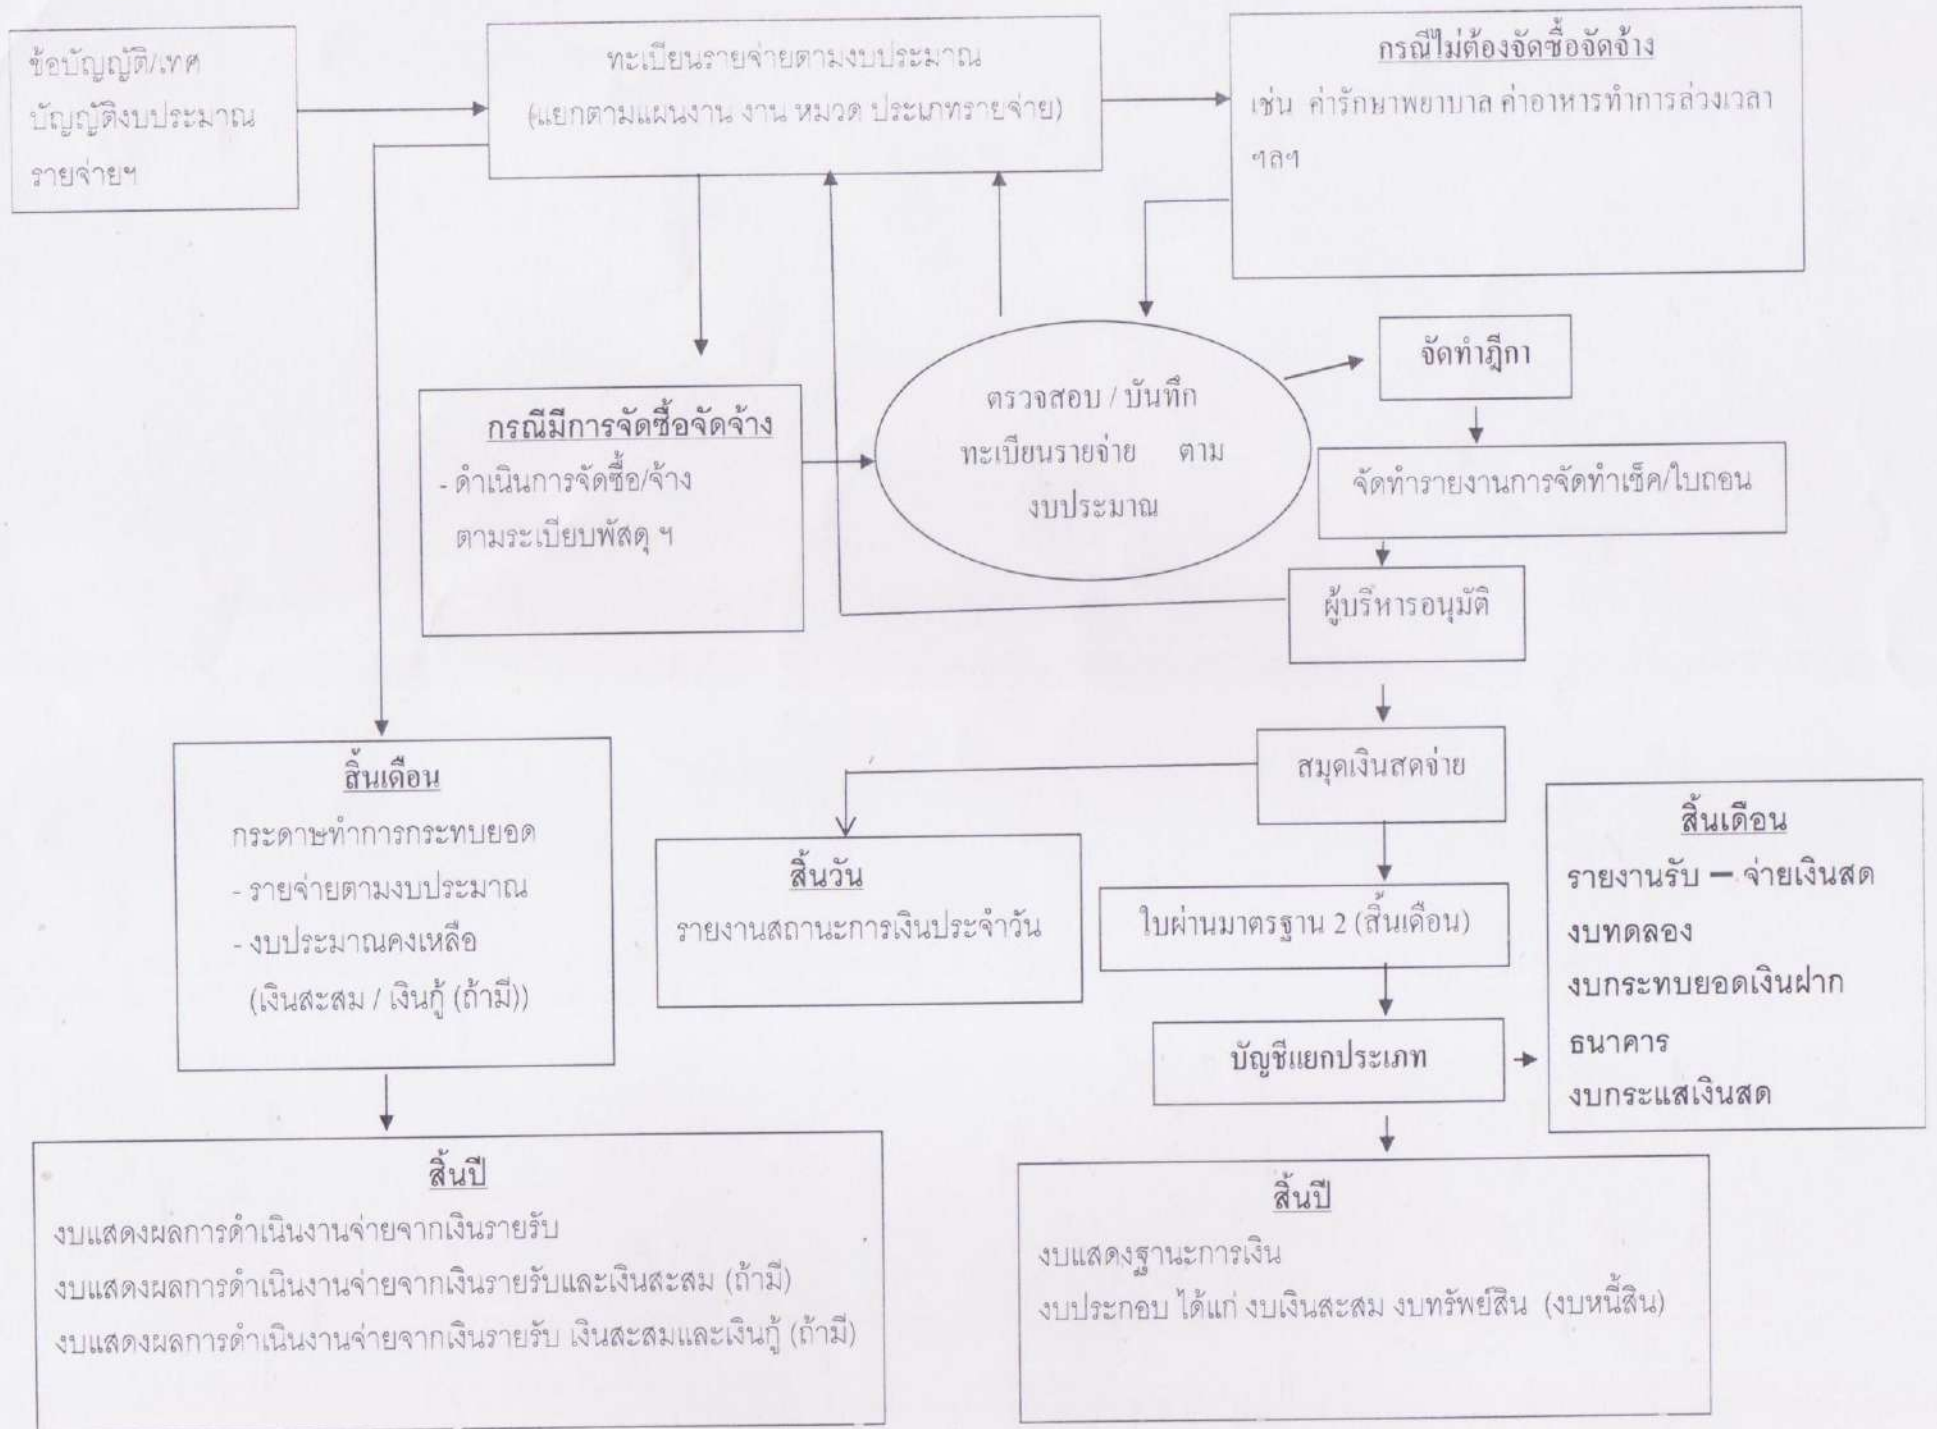 ข้อบัญญัติ/เทศ
บัญญัติงบประมาณ
รายจ่ายฯ
ทะเบียนรายจ่ายตามงบประมาณ
(แยกตามแผนงาน งาน หมวด ประเภทรายจ่าย)
กรณีไม่ต้องจัดซื้อจัดจ้าง
เช่น ค่ารักษาพยาบาล ค่าอาหารทำการล่วงเวลา
ฯลฯ
กรณีมีการจัดซื้อจัดจ้าง
- ดำเนินการจัดซื้อ/จ้าง
ตามระเบียบพัสดุ ฯ
ตรวจสอบ / บันทึก
ทะเบียนรายจ่าย ตาม
งบประมาณ
จัดทำฎีกา
จัดทำรายงานการจัดทำเช็ค/ใบถอน
ผู้บริหารอนุมัติ
สมุดเงินสดจ่าย
สิ้นเดือน
กระดาษทำการกระทบยอด
- รายจ่ายตามงบประมาณ
- งบประมาณคงเหลือ
(เงินสะสม / เงินกู้ (ถ้ามี))
สิ้นวัน
รายงานสถานะการเงินประจำวัน
ใบผ่านมาตรฐาน 2 (สิ้นเดือน)
บัญชีแยกประเภท
สิ้นเดือน
รายงานรับ – จ่ายเงินสด
งบทดลอง
งบกระทบยอดเงินฝาก
ธนาคาร
งบกระแสเงินสด
สิ้นปี
งบแสดงผลการดำเนินงานจ่ายจากเงินรายรับ
งบแสดงผลการดำเนินงานจ่ายจากเงินรายรับและเงินสะสม (ถ้ามี)
งบแสดงผลการดำเนินงานจ่ายจากเงินรายรับ เงินสะสมและเงินกู้ (ถ้ามี)
สิ้นปี
งบแสดงฐานะการเงิน
งบประกอบ ได้แก่ งบเงินสะสม งบทรัพย์สิน (งบหนี้สิน)